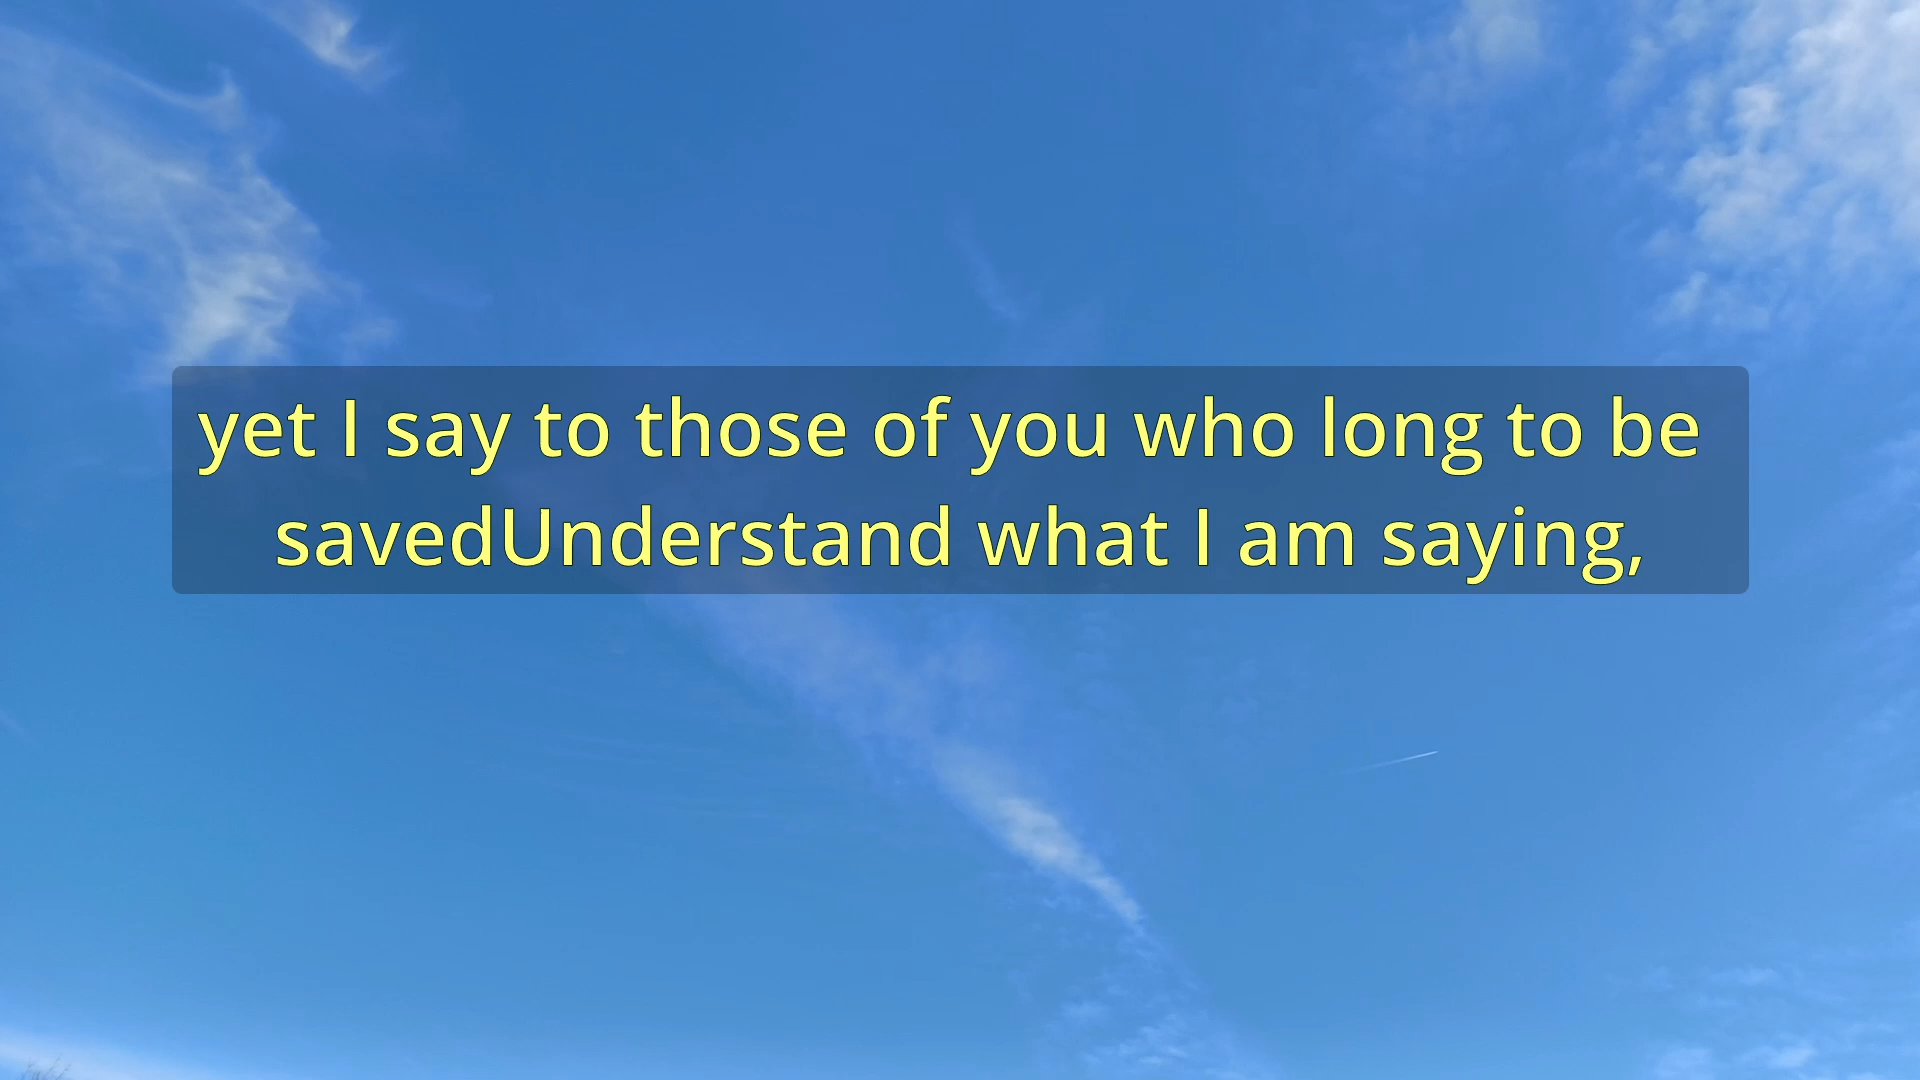 yet I say to those of you who long to be
savedUnderstand what I am saying,